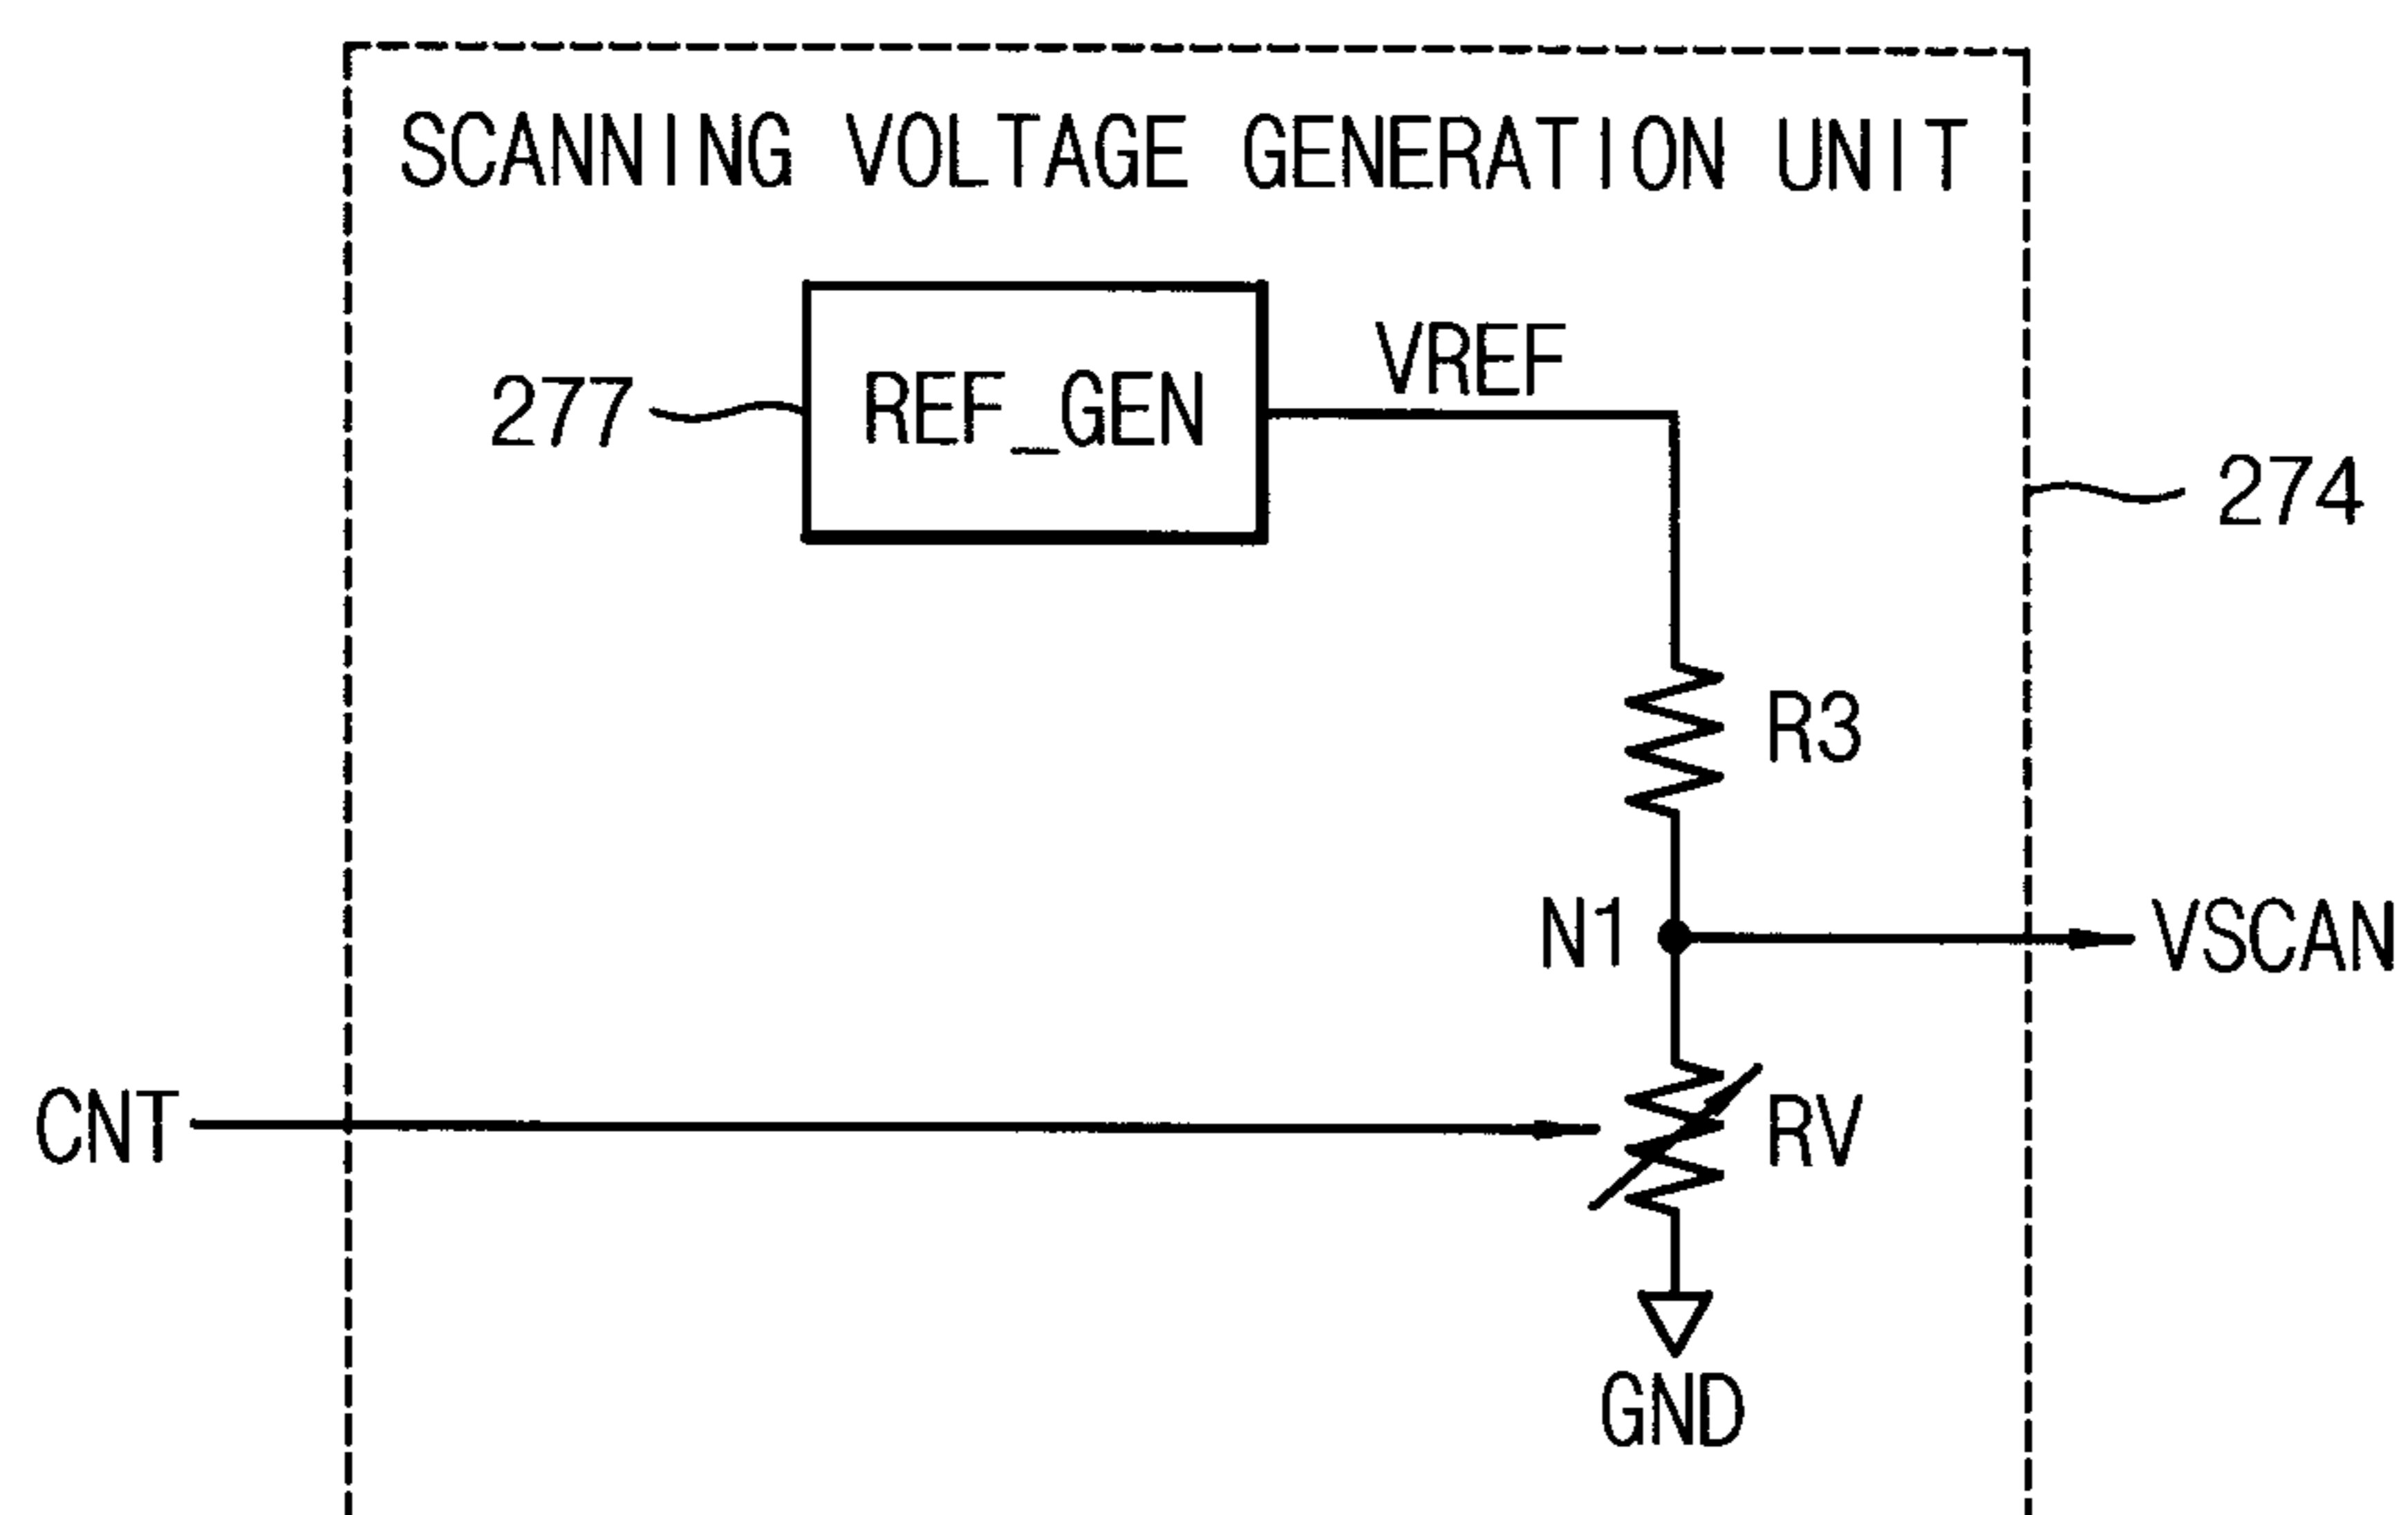 SCANNING VOLTAGE GENERATION UNIT
VREF
277
REF_GEN
274
R3
N1
VSCAN
CNT
RV
GND